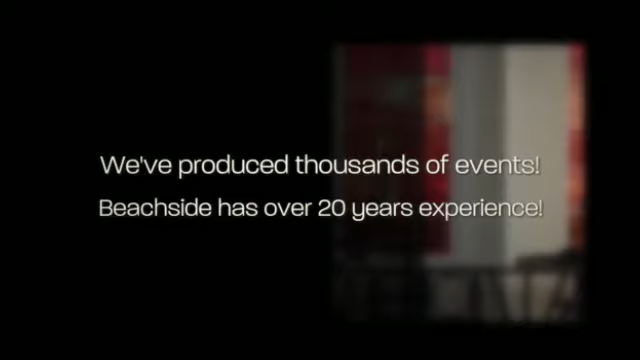 We've produced thousands of events!
Beachside has over 20 years experience!